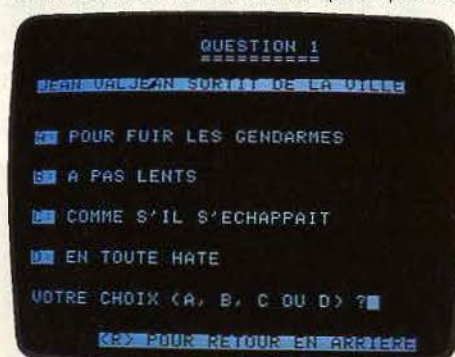 QUESTION 1
==========
JEAN VALJEAN SORTIT DE LA VILLE
A: POUR FUIR LES GENDARMES
B: A PAS LENTS
C: COMME S'IL S'ECHAPPAIT
D: EN TOUTE HATE
VOTRE CHOIX (A, B, C OU D) ?
<R> POUR RETOUR EN ARRIERE